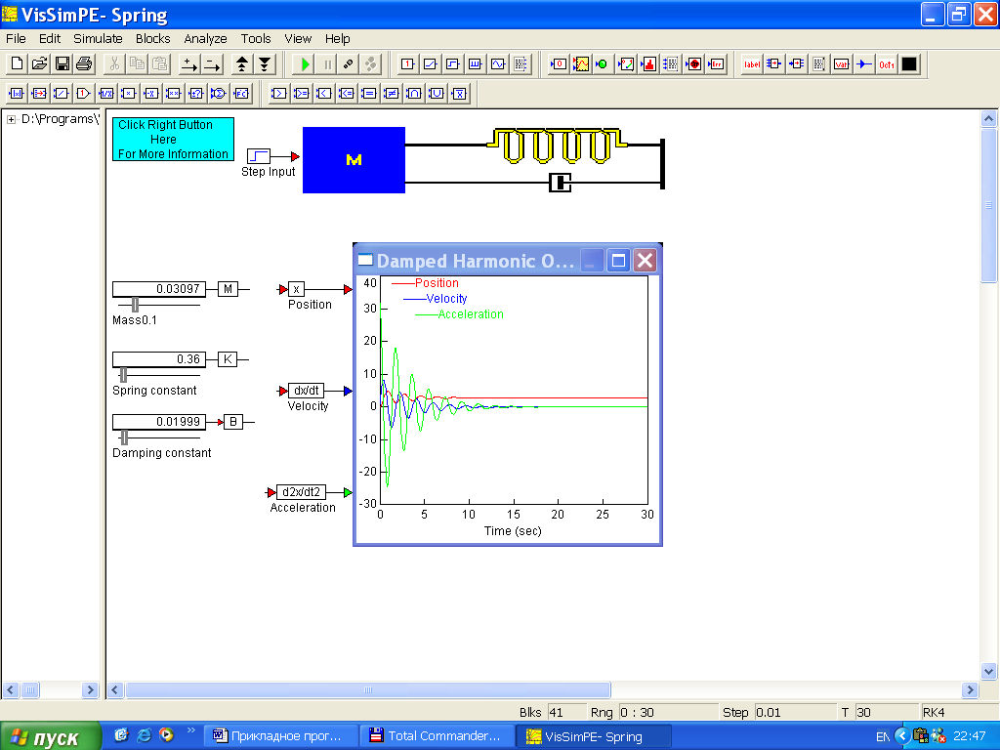 VisSimPE- Spring
File Edit Simulate Blocks Analyze Tools View Help
D:\Programs\
Click Right Button
Here
For More Information
Step Input
M
0.03097 M
Mass0.1
0.36 K
Spring constant
0.01999 B
Damping constant
x
Position
dx/dt
Velocity
d2x/dt2
Acceleration
Damped Harmonic O...
Position
Velocity
Acceleration
40
30
20
10
0
-10
-20
-30
0 5 10 15 20 25 30
Time (sec)
Blks 41 Rng 0 : 30 Step 0.01 T 30 RK4
пуск Прикладное прог... Total Commander... VisSimPE- Spring EN 22:47